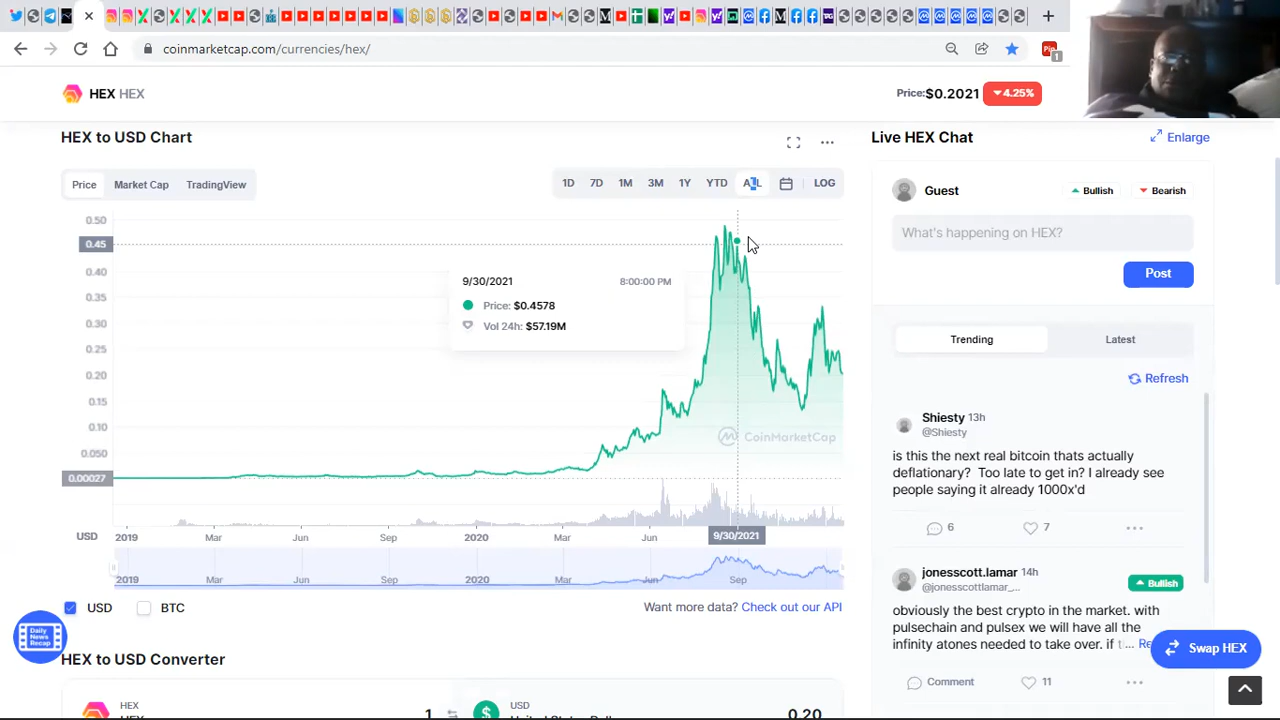 coinmarketcap.com/currencies/hex/
1
HEX HEX
Price:$0.2021
4.25%
HEX to USD Chart
Live HEX Chat
Enlarge
Price
Market Cap
TradingView
1D
7D
1M
3M
1Y
YTD
ALL
LOG
Guest
Bullish
Bearish
What's happening on HEX?
Post
0.50
0.45
0.40
0.35
0.30
0.25
0.20
0.15
0.10
0.050
0.00027
9/30/2021
8:00:00 PM
Price: $0.4578
Vol 24h: $57.19M
CoinMarketCap
USD
2019
Mar
Jun
Sep
2020
Mar
Jun
9/30/2021
2019
Mar
Jun
Sep
2020
Mar
Jun
Sep
USD
BTC
Want more data? Check out our API
Trending
Latest
Refresh
Shiesty 13h
@Shiesty
is this the next real bitcoin thats actually
deflationary? Too late to get in? I already see
people saying it already 1000x'd
6
7
jonesscott.lamar 14h
@jonescottlamar_...
Bullish
obviously the best crypto in the market. with
pulsechain and pulsex we will have all the
infinity atones needed to take over. if
Comment
11
Daily
News
Recap
Swap HEX
HEX to USD Converter
HEX
1
USD
0.20